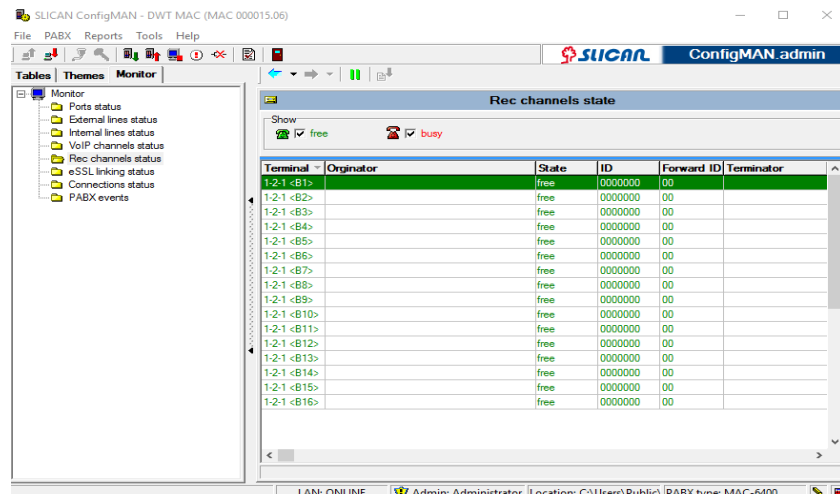 SLICAN ConfigMAN - DWT MAC (MAC 000015.06)
File PABX Reports Tools Help
SLICAN ConfigMAN.admin
Tables Themes Monitor
Monitor
Ports status
External lines status
Internal lines status
VoIP channels status
Rec channels status
eSSL linking status
Connections status
PABX events
Rec channels state
Show
free busy
Terminal Orginator State ID Forward ID Terminator
1-2-1 <B1> free 0000000 00
1-2-1 <B2> free 0000000 00
1-2-1 <B3> free 0000000 00
1-2-1 <B4> free 0000000 00
1-2-1 <B5> free 0000000 00
1-2-1 <B6> free 0000000 00
1-2-1 <B7> free 0000000 00
1-2-1 <B8> free 0000000 00
1-2-1 <B9> free 0000000 00
1-2-1 <B10> free 0000000 00
1-2-1 <B11> free 0000000 00
1-2-1 <B12> free 0000000 00
1-2-1 <B13> free 0000000 00
1-2-1 <B14> free 0000000 00
1-2-1 <B15> free 0000000 00
1-2-1 <B16> free 0000000 00
LAN: ONLINE Admin: Administrator Location: C:\Users\Public\ PABX type: MAC-6400